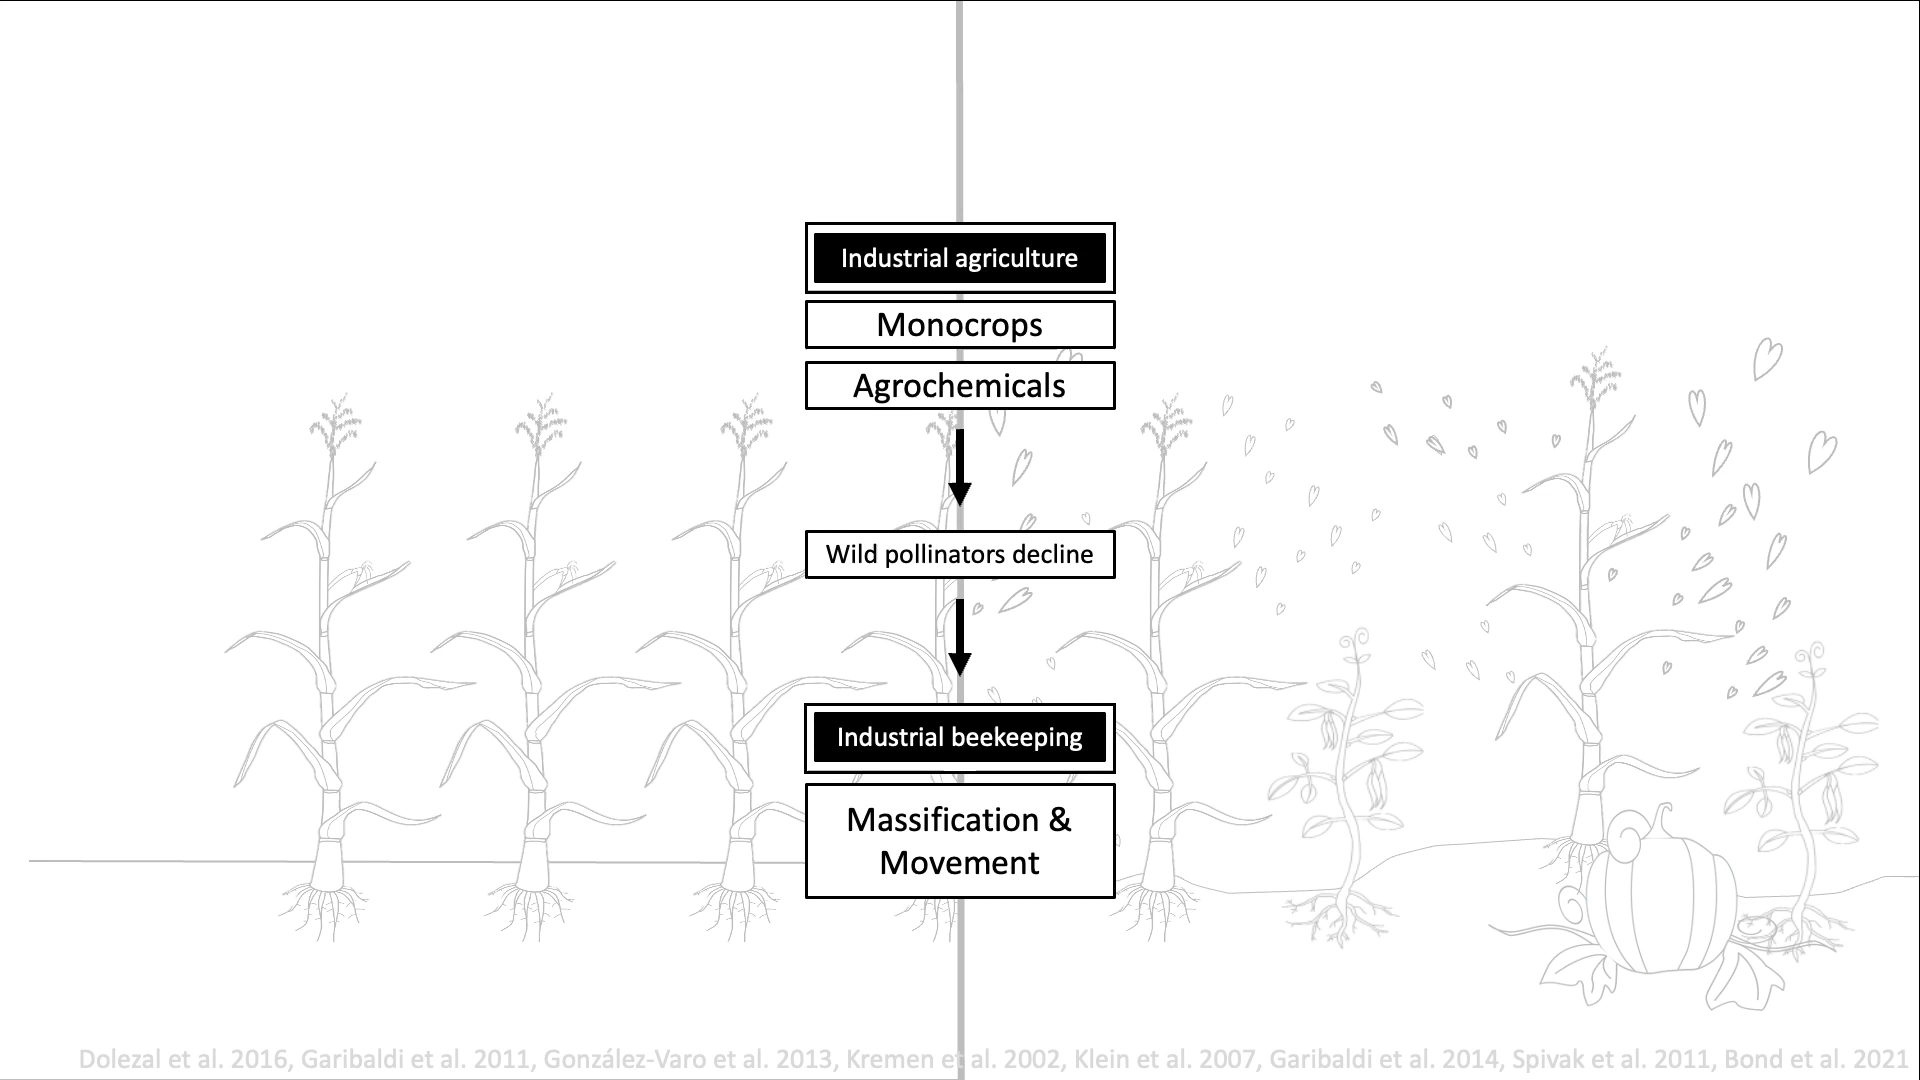 Industrial agriculture
Monocrops
Agrochemicals
Wild pollinators decline
Industrial beekeeping
Massification &
Movement
Dolezal et al. 2016, Garibaldi et al. 2011, González-Varo et al. 2013, Kremen et al. 2002, Klein et al. 2007, Garibaldi et al. 2014, Spivak et al. 2011, Bond et al. 2021